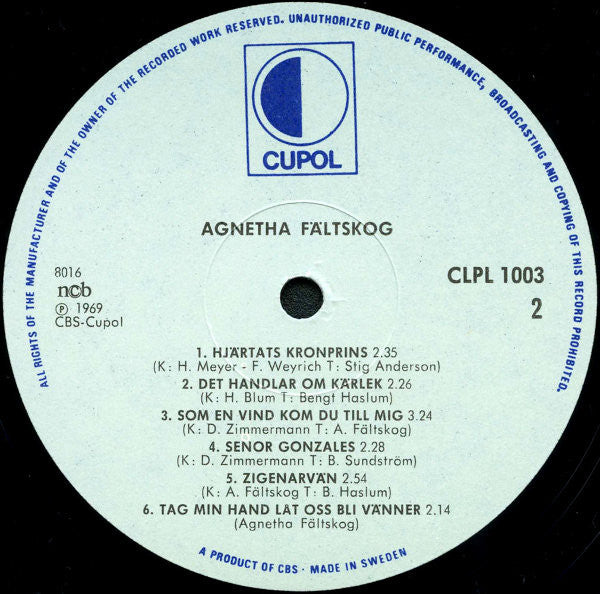 ALL RIGHTS OF THE MANUFACTURER AND OF THE OWNER OF THE RECORDED WORK RESERVED. UNAUTHORIZED PUBLIC PERFORMANCE, BROADCASTING AND COPYING OF THIS RECORD PROHIBITED.
CUPOL
AGNETHA FÄLTSKOG
8016
ncb
℗ 1969
CBS-Cupol
CLPL 1003
2
1. HJÄRTATS KRONPRINS 2.35
(K: H. Meyer - F. Weyrich T: Stig Anderson)
2. DET HANDLAR OM KÄRLEK 2.26
(K: H. Blum T: Bengt Haslum)
3. SOM EN VIND KOM DU TILL MIG 3.24
(K: D. Zimmermann T: A. Fältskog)
4. SENOR GONZALES 2.28
(K: D. Zimmermann T: B. Sundström)
5. ZIGENARVÄN 2.54
(K: A. Fältskog T: B. Haslum)
6. TAG MIN HAND LÅT OSS BLI VÄNNER 2.14
(Agnetha Fältskog)
A PRODUCT OF CBS · MADE IN SWEDEN